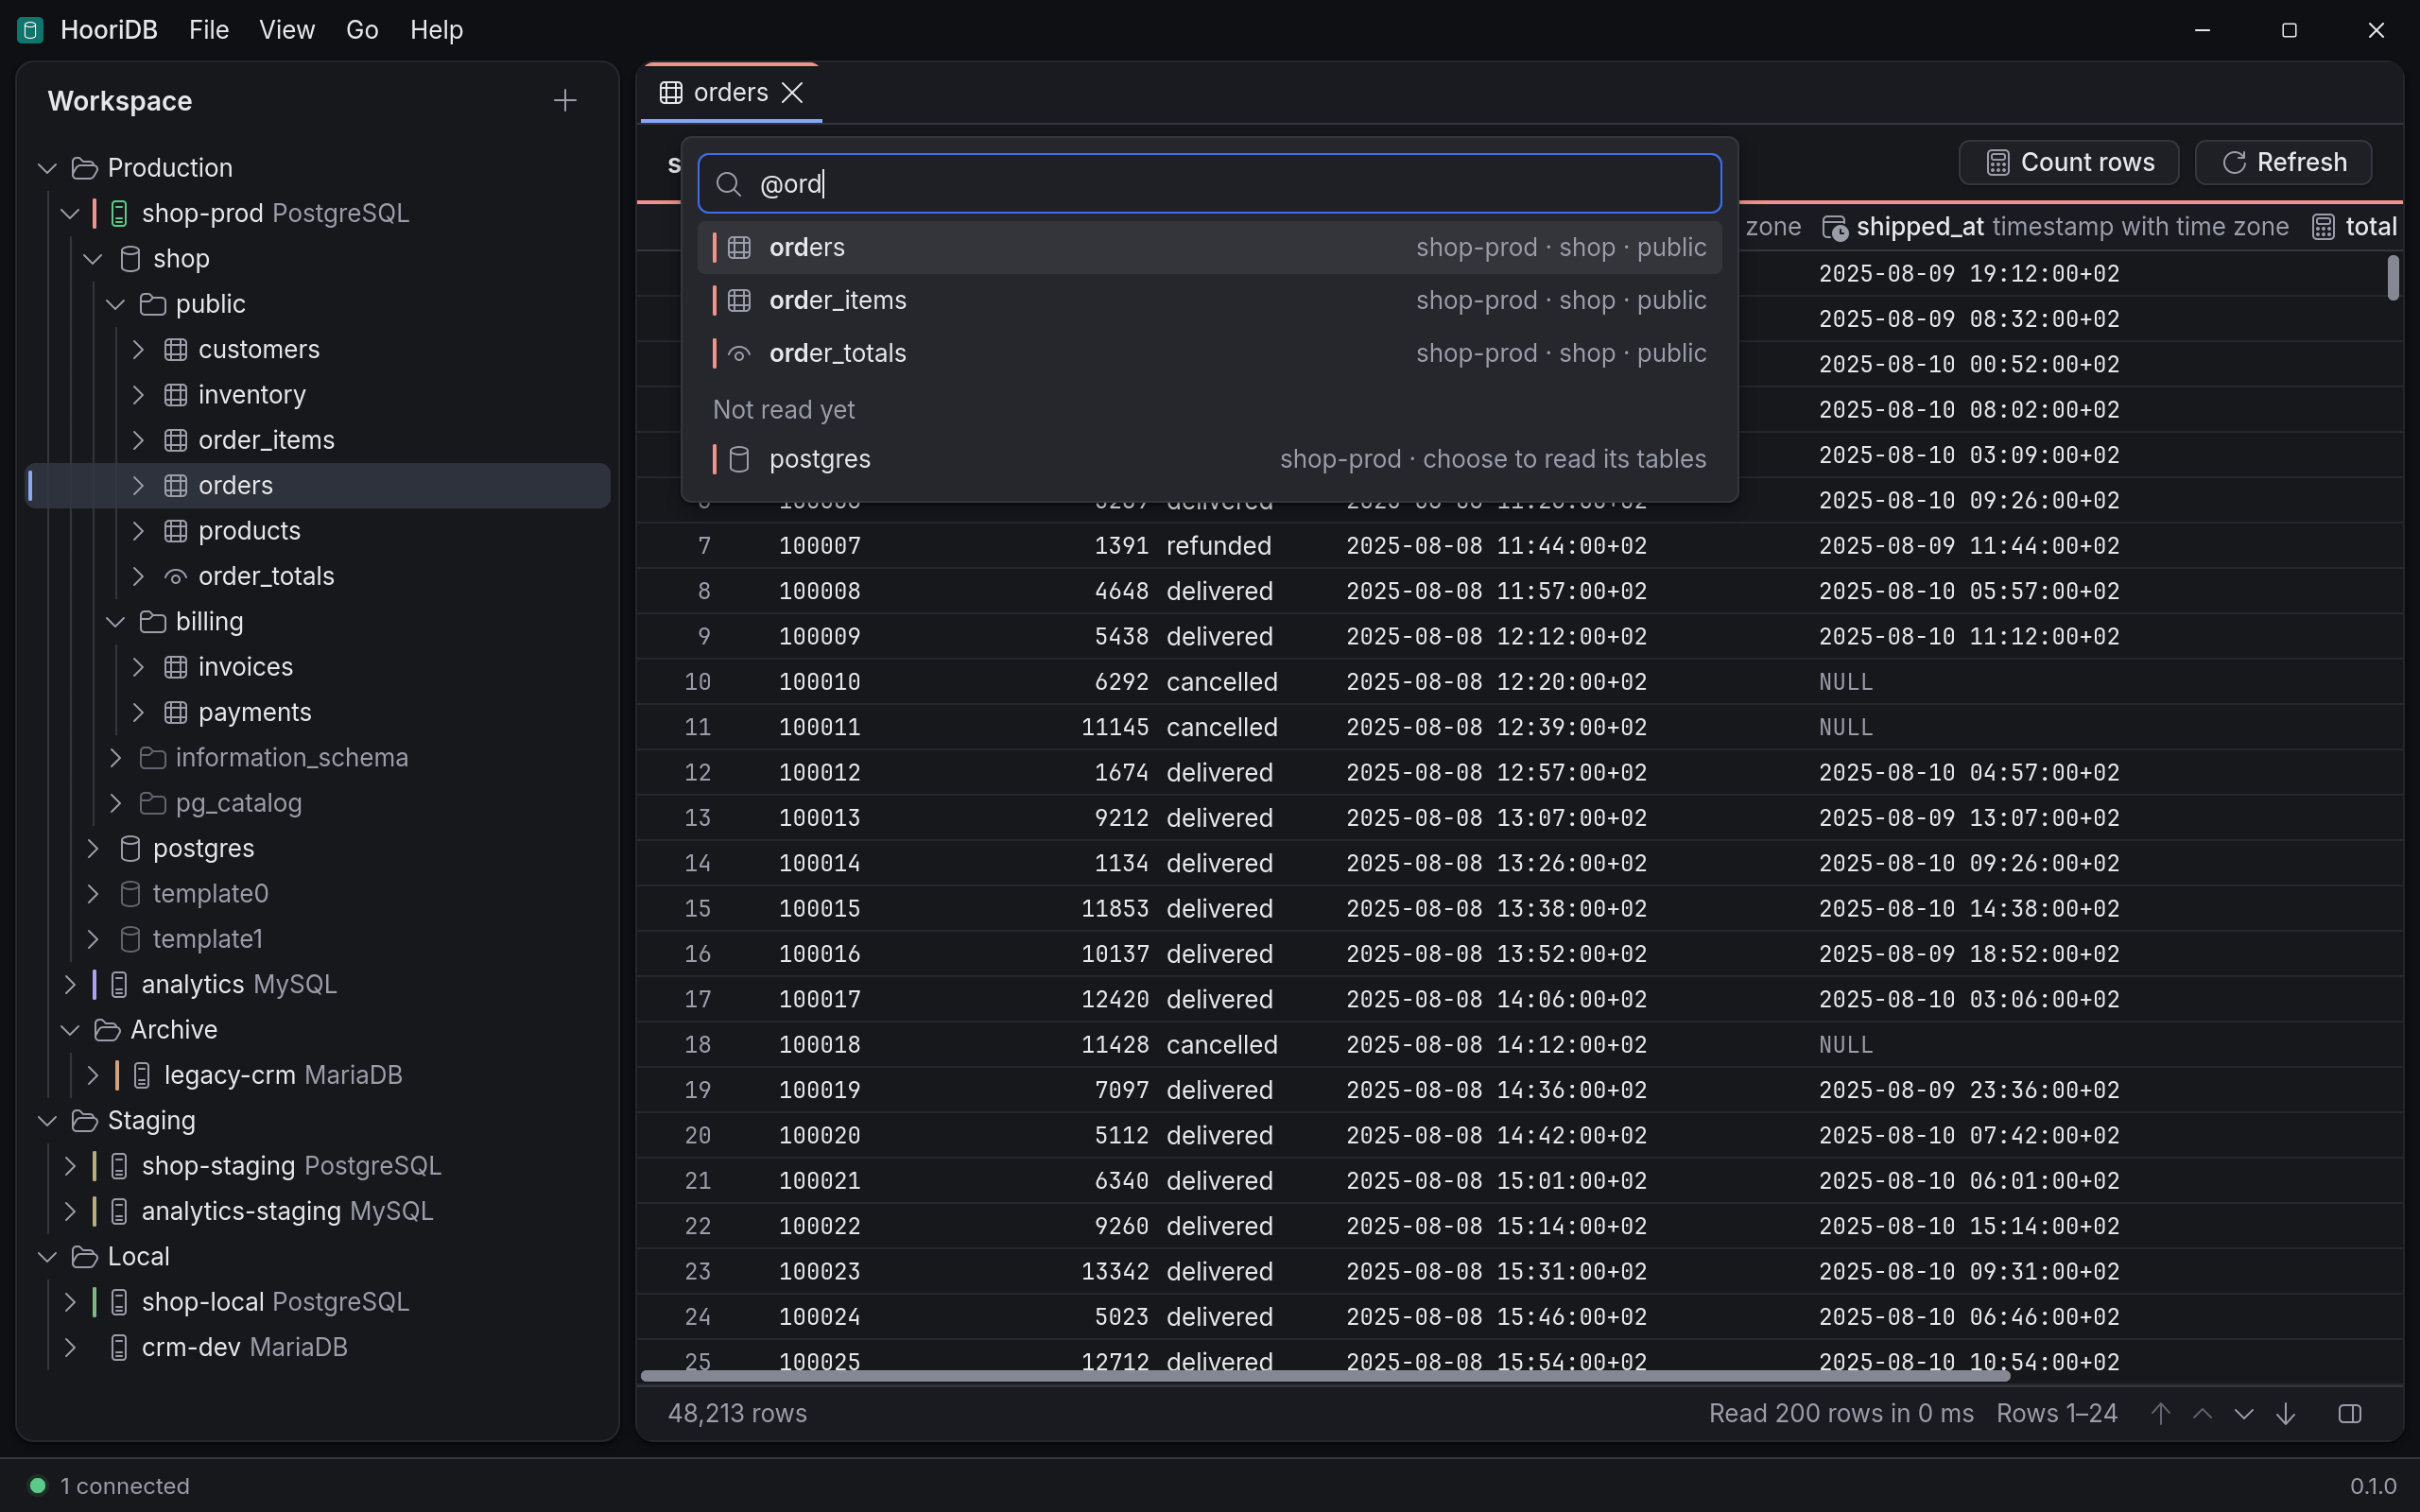 HooriDB File View Go Help
Workspace
Production
shop-prod PostgreSQL
shop
public
customers
inventory
order_items
orders
products
order_totals
billing
invoices
payments
information_schema
pg_catalog
postgres
template0
template1
analytics MySQL
Archive
legacy-crm MariaDB
Staging
shop-staging PostgreSQL
analytics-staging MySQL
Local
shop-local PostgreSQL
crm-dev MariaDB
orders
Count rows Refresh
@ord
orders shop-prod · shop · public
order_items shop-prod · shop · public
order_totals shop-prod · shop · public
Not read yet
postgres shop-prod · choose to read its tables
zone shipped_at timestamp with time zone total
2025-08-09 19:12:00+02
2025-08-09 08:32:00+02
2025-08-10 00:52:00+02
2025-08-10 08:02:00+02
2025-08-10 03:09:00+02
delivered 2025-08-10 09:26:00+02
7 100007 1391 refunded 2025-08-08 11:44:00+02 2025-08-09 11:44:00+02
8 100008 4648 delivered 2025-08-08 11:57:00+02 2025-08-10 05:57:00+02
9 100009 5438 delivered 2025-08-08 12:12:00+02 2025-08-10 11:12:00+02
10 100010 6292 cancelled 2025-08-08 12:20:00+02 NULL
11 100011 11145 cancelled 2025-08-08 12:39:00+02 NULL
12 100012 1674 delivered 2025-08-08 12:57:00+02 2025-08-10 04:57:00+02
13 100013 9212 delivered 2025-08-08 13:07:00+02 2025-08-09 13:07:00+02
14 100014 1134 delivered 2025-08-08 13:26:00+02 2025-08-10 09:26:00+02
15 100015 11853 delivered 2025-08-08 13:38:00+02 2025-08-10 14:38:00+02
16 100016 10137 delivered 2025-08-08 13:52:00+02 2025-08-09 18:52:00+02
17 100017 12420 delivered 2025-08-08 14:06:00+02 2025-08-10 03:06:00+02
18 100018 11428 cancelled 2025-08-08 14:12:00+02 NULL
19 100019 7097 delivered 2025-08-08 14:36:00+02 2025-08-09 23:36:00+02
20 100020 5112 delivered 2025-08-08 14:42:00+02 2025-08-10 07:42:00+02
21 100021 6340 delivered 2025-08-08 15:01:00+02 2025-08-10 06:01:00+02
22 100022 9260 delivered 2025-08-08 15:14:00+02 2025-08-10 15:14:00+02
23 100023 13342 delivered 2025-08-08 15:31:00+02 2025-08-10 09:31:00+02
24 100024 5023 delivered 2025-08-08 15:46:00+02 2025-08-10 06:46:00+02
25 100025 12712 delivered 2025-08-08 15:54:00+02 2025-08-10 10:54:00+02
48,213 rows Read 200 rows in 0 ms Rows 1–24
1 connected 0.1.0